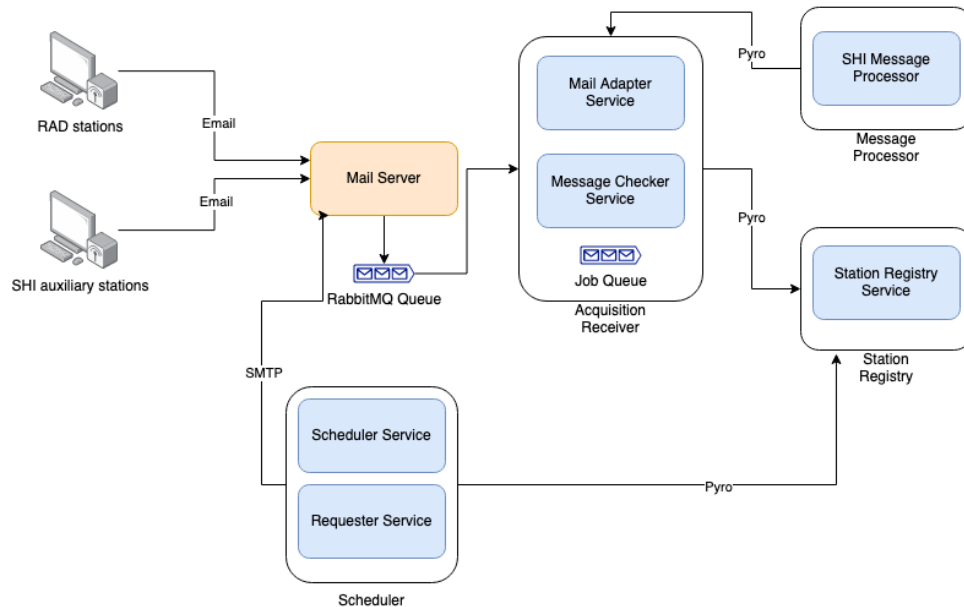 RAD stations
Email
Email
SHI auxiliary stations
Mail Server
RabbitMQ Queue
SMTP
Mail Adapter
Service
Message Checker
Service
Job Queue
Acquisition
Receiver
Pyro
SHI Message
Processor
Message
Processor
Pyro
Station Registry
Service
Station
Registry
Scheduler Service
Requester Service
Scheduler
Pyro